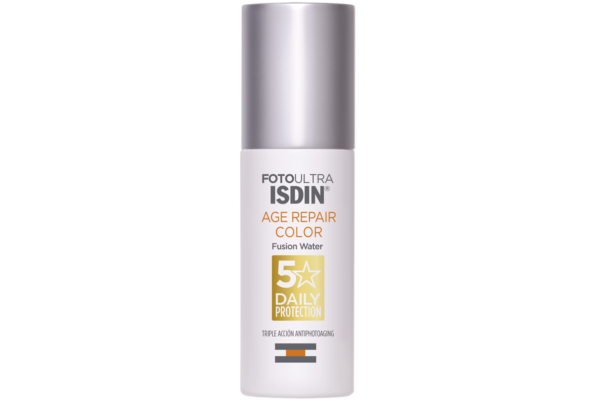 FOTOULTRA
ISDIN®
AGE REPAIR
COLOR
Fusion Water
5☆
DAILY
PROTECTION
TRIPLE ACCIÓN ANTIPHOTOAGING